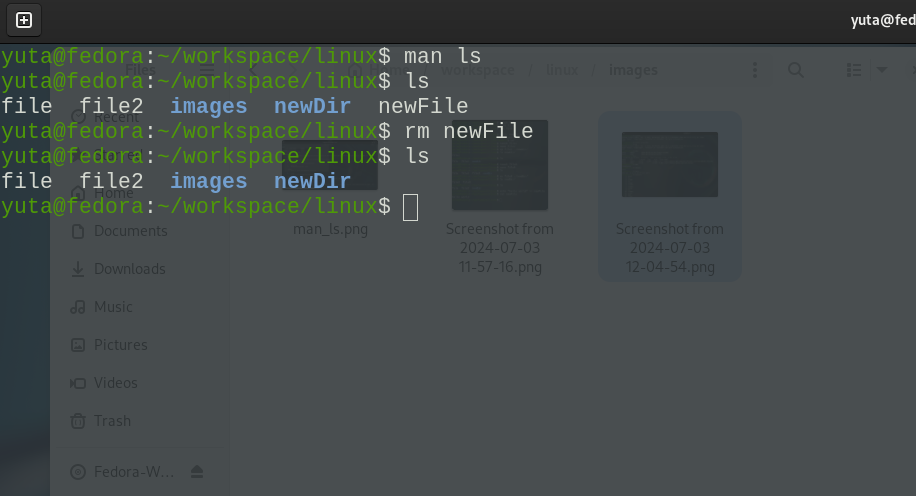 yuta@fed
yuta@fedora:~/workspace/linux$ man ls
yuta@fedora:~/workspace/linux$ ls
file  file2  images  newDir  newFile
yuta@fedora:~/workspace/linux$ rm newFile
yuta@fedora:~/workspace/linux$ ls
file  file2  images  newDir
yuta@fedora:~/workspace/linux$
Files
workspace / linux / images
Recent
Home
Documents
Downloads
Music
Pictures
Videos
Trash
Fedora-W...
man_ls.png
Screenshot from
2024-07-03
11-57-16.png
Screenshot from
2024-07-03
12-04-54.png